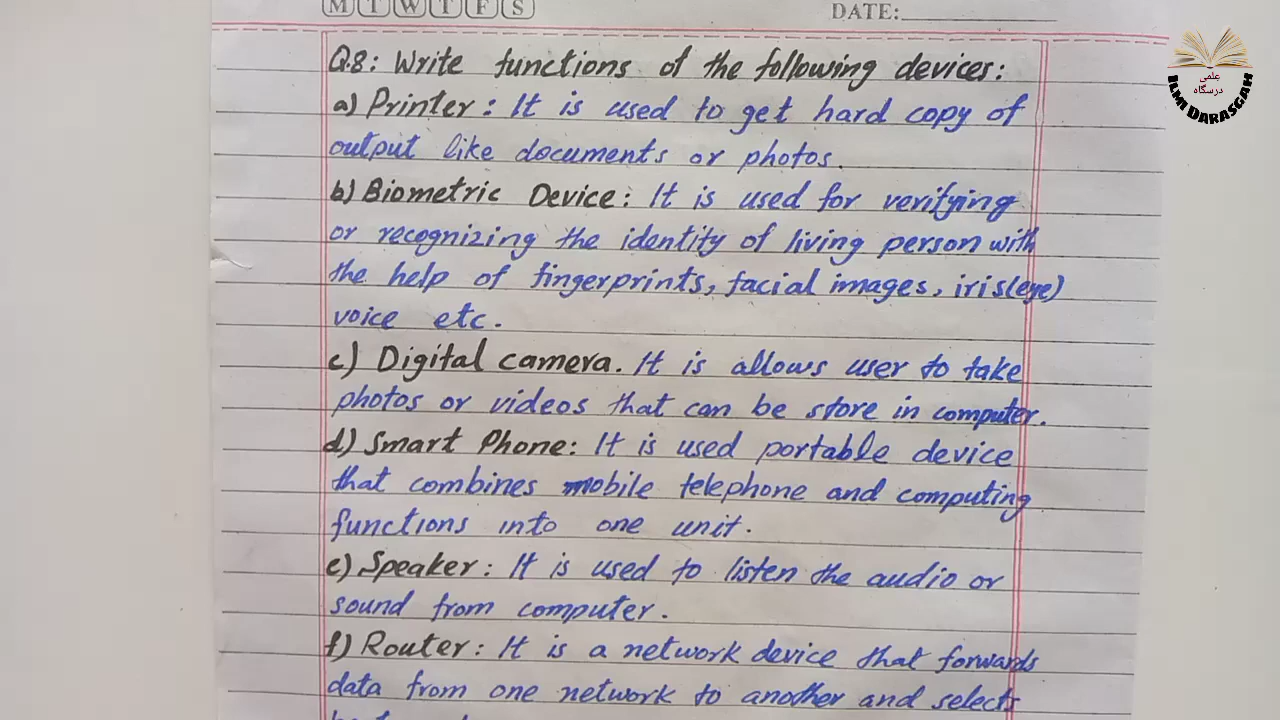 M T W T F S
DATE:
Q8: Write functions of the following devices:
a) Printer: It is used to get hard copy of
output like documents or photos.
b) Biometric Device: It is used for verifying
or recognizing the identity of living person with
the help of fingerprints, facial images, iris(eye)
voice etc.
c) Digital camera. It is allows user to take
photos or videos that can be store in computer.
d) Smart Phone: It is used portable device
that combines mobile telephone and computing
functions into one unit.
e) Speaker: It is used to listen the audio or
sound from computer.
f) Router: It is a network device that forwards
data from one network to another and selects
علمی
درسگاه
ILMI DARASGAH